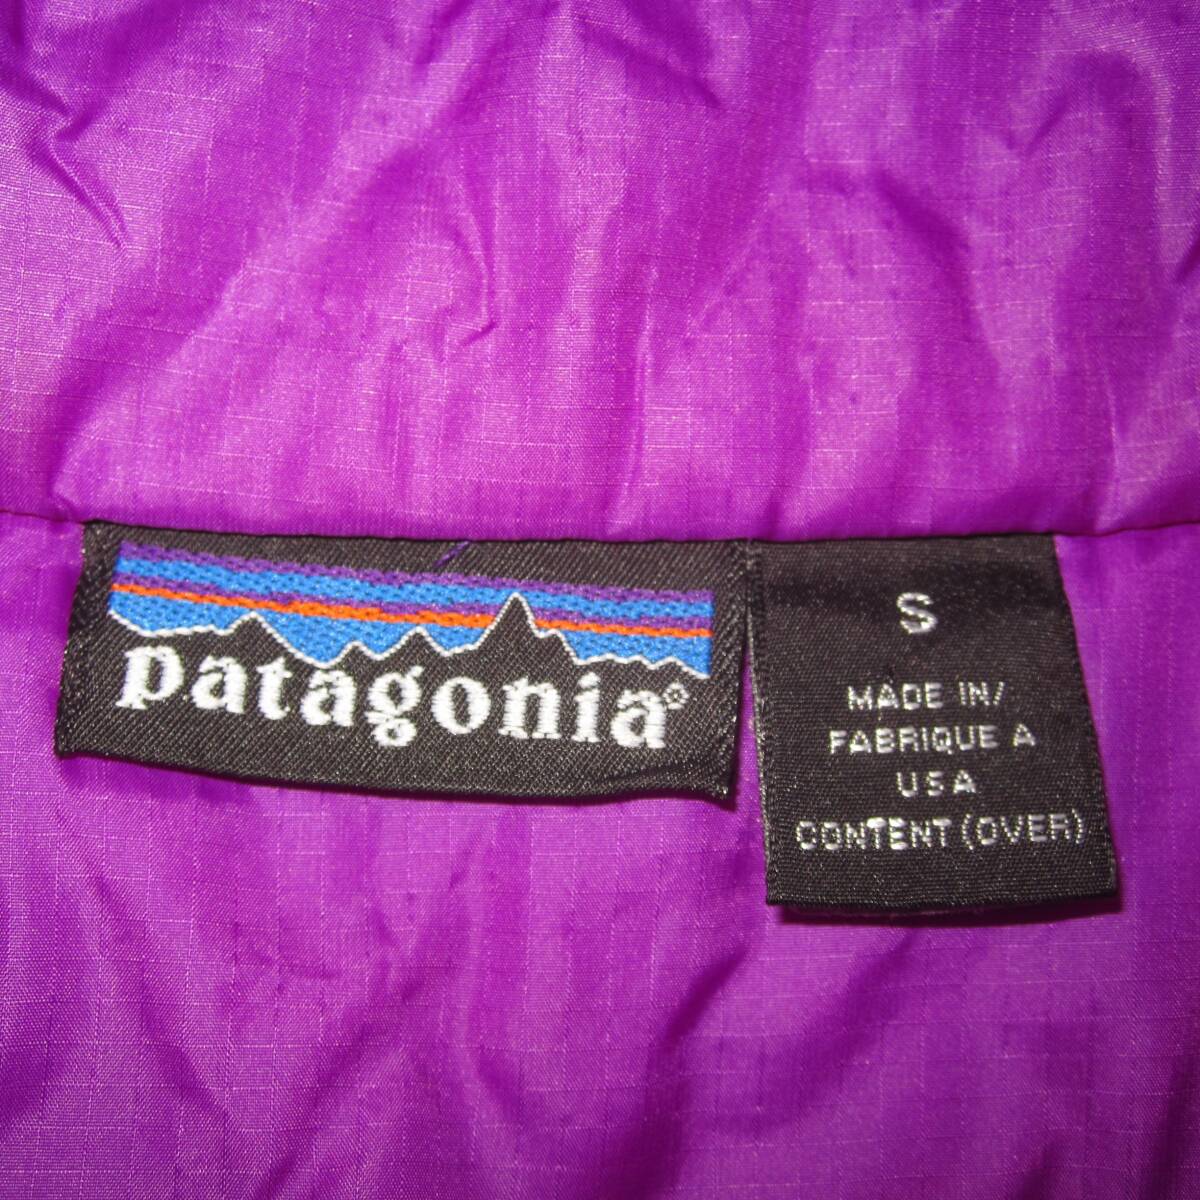 patagonia®
S
MADE IN/
FABRIQUE A
USA
CONTENT (OVER)